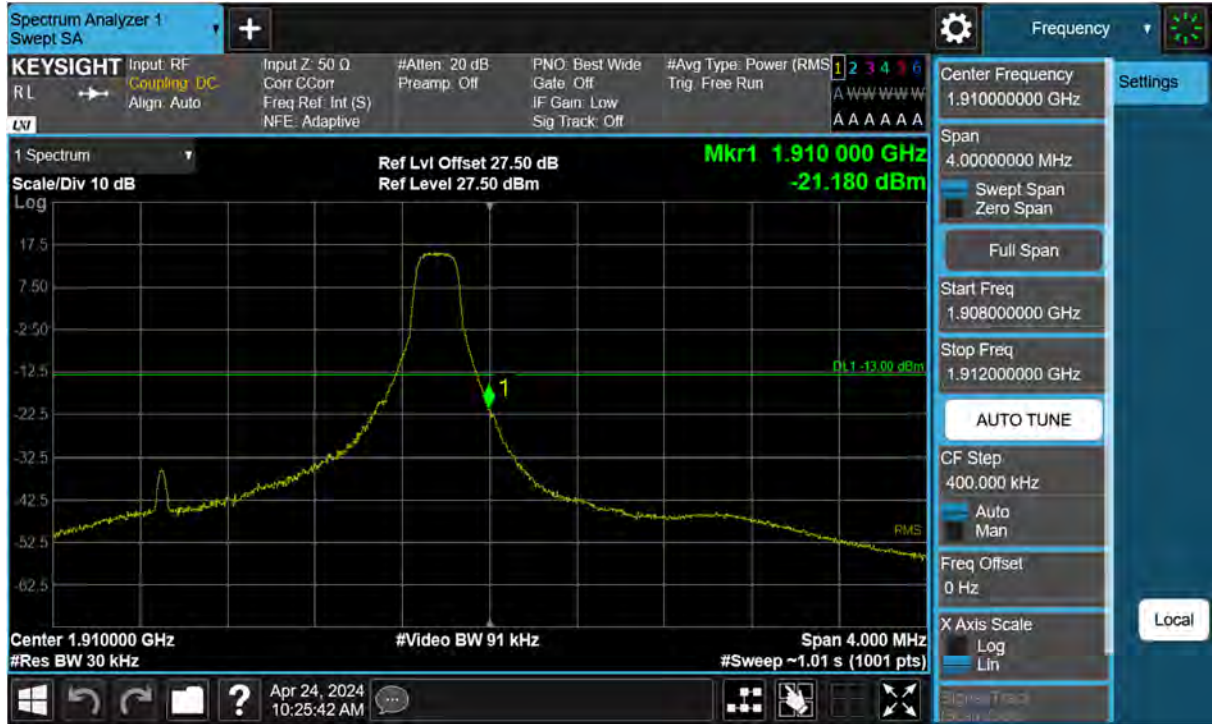 Spectrum Analyzer 1
Swept SA
+
Frequency
KEYSIGHT
RL
LXI
Input: RF
Coupling: DC
Align: Auto
Input Z: 50 Ω
Corr CCorr
Freq Ref: Int (S)
NFE: Adaptive
#Atten: 20 dB
Preamp: Off
PNO: Best Wide
Gate: Off
IF Gain: Low
Sig Track: Off
#Avg Type: Power (RMS
Trig: Free Run
1 2 3 4 5 6
A W W W W W
A A A A A A
1 Spectrum
Scale/Div 10 dB
Log
Ref Lvl Offset 27.50 dB
Ref Level 27.50 dBm
Mkr1 1.910 000 GHz
-21.180 dBm
17.5
7.50
-2.50
-12.5
-22.5
-32.5
-42.5
-52.5
-62.5
DL1 -13.00 dBm
1
RMS
Center 1.910000 GHz
#Res BW 30 kHz
#Video BW 91 kHz
Span 4.000 MHz
#Sweep ~1.01 s (1001 pts)
Center Frequency
1.910000000 GHz
Span
4.00000000 MHz
Swept Span
Zero Span
Full Span
Start Freq
1.908000000 GHz
Stop Freq
1.912000000 GHz
AUTO TUNE
CF Step
400.000 kHz
Auto
Man
Freq Offset
0 Hz
X Axis Scale
Log
Lin
Signal Track
Settings
Local
?
Apr 24, 2024
10:25:42 AM